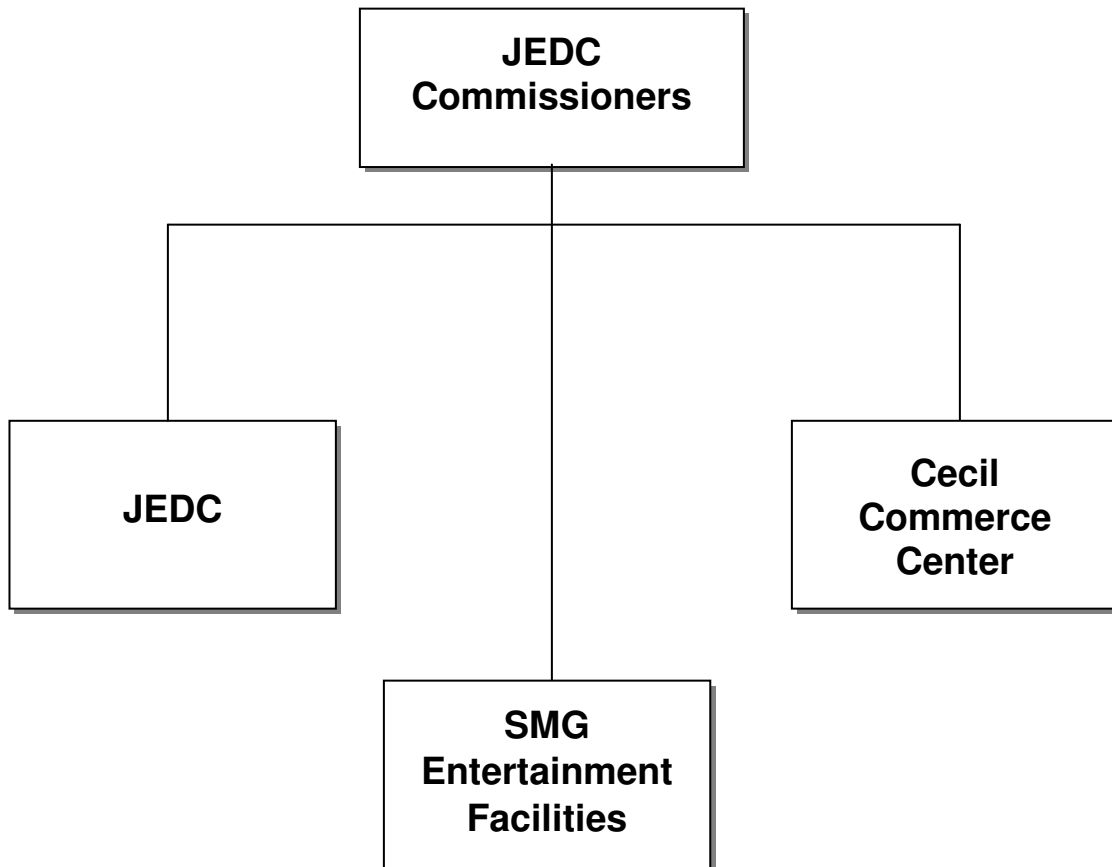 JEDC
Commissioners
JEDC
Cecil
Commerce
Center
SMG
Entertainment
Facilities